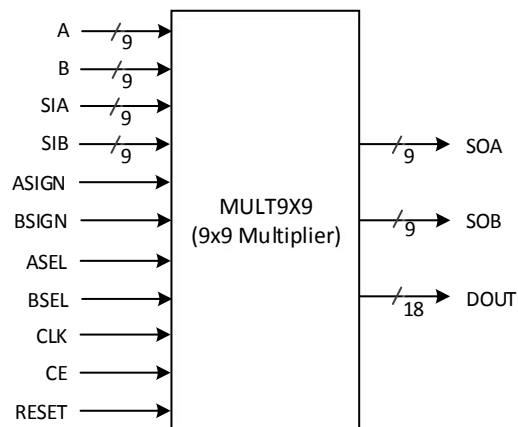 A
9
B
9
SIA
9
SIB
9
ASIGN
BSIGN
ASEL
BSEL
CLK
CE
RESET
MULT9X9
(9x9 Multiplier)
9
SOA
9
SOB
18
DOUT